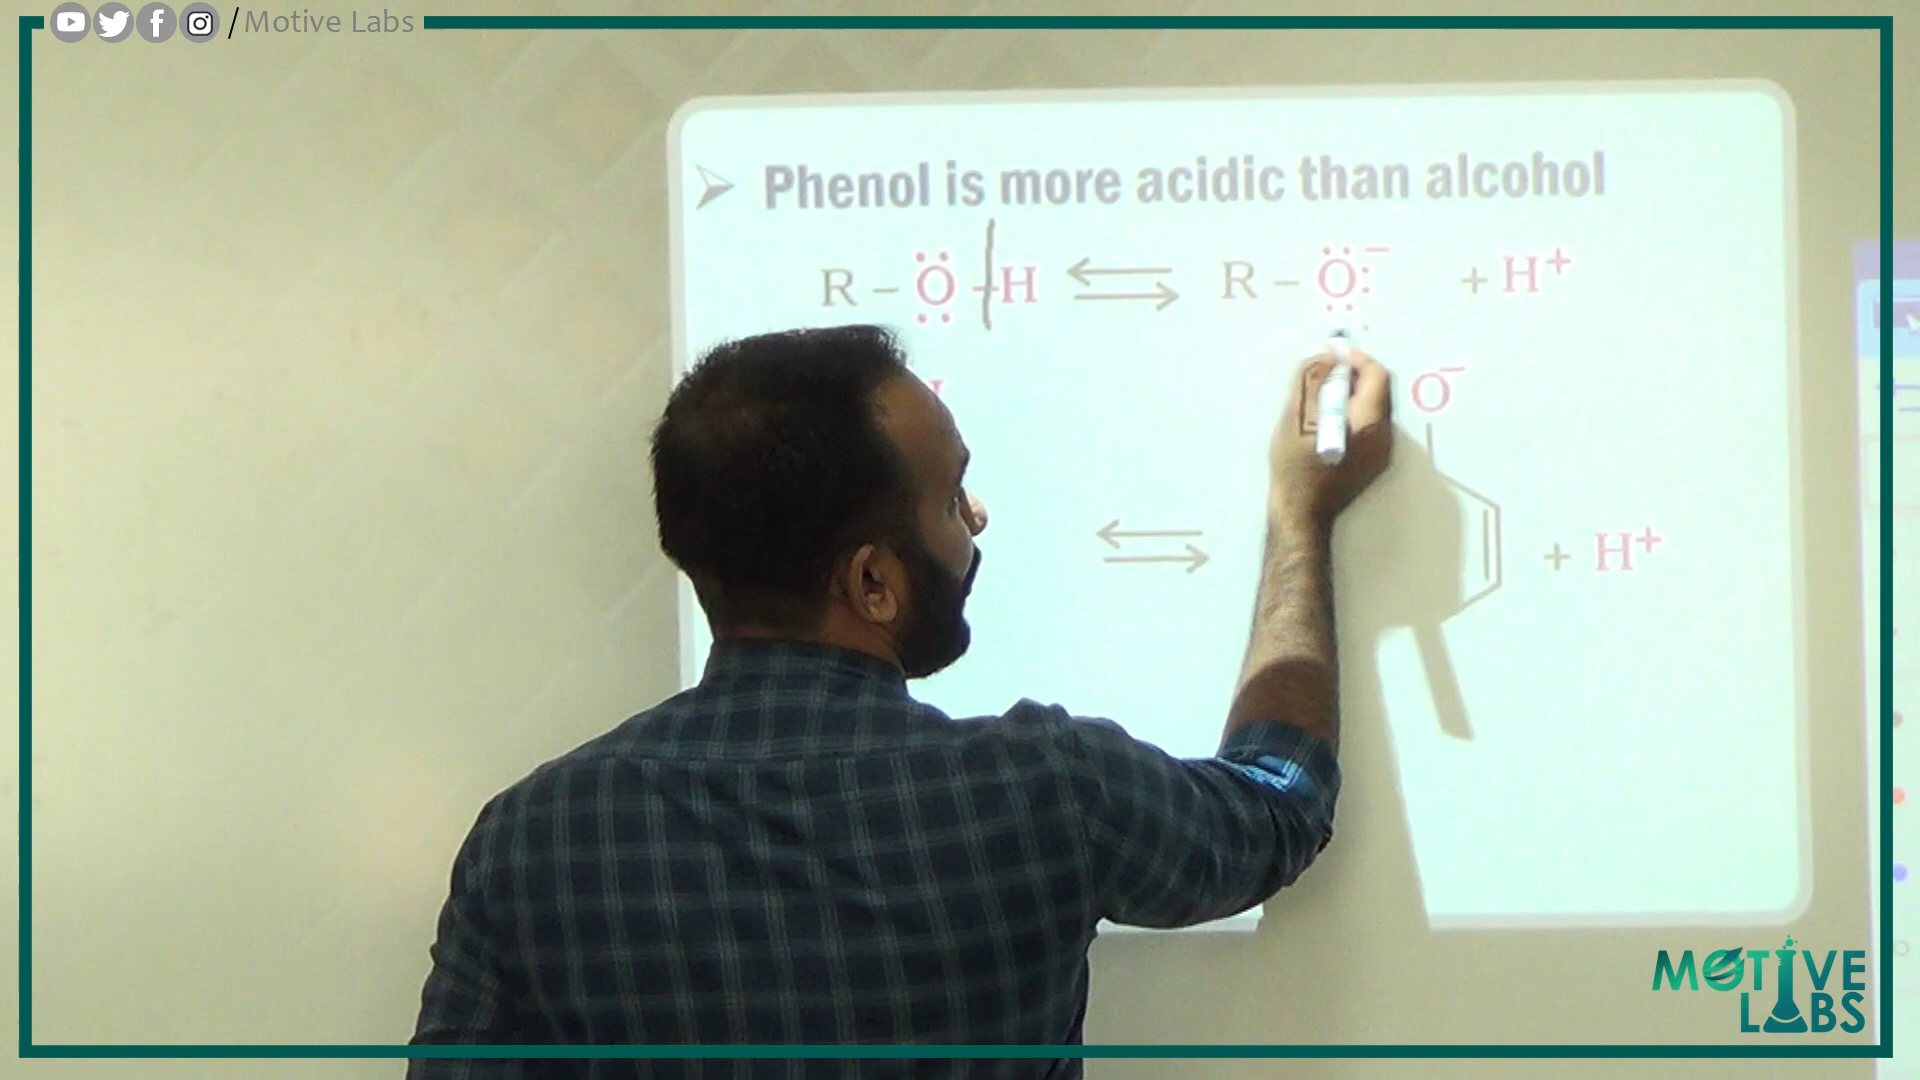 /Motive Labs
➢ Phenol is more acidic than alcohol
R – Ö – H ⇌ R – Ö:⁻ + H⁺
O⁻
⇌ + H⁺
MOTIVE
LABS